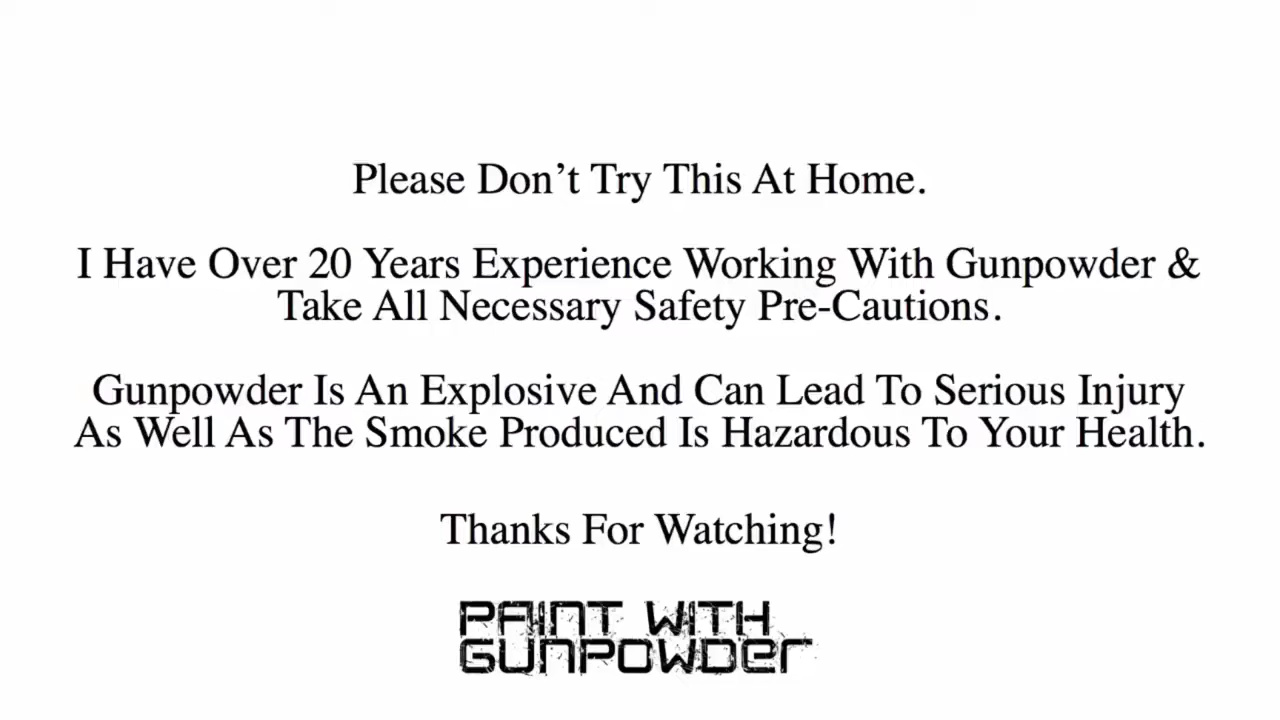 Please Don’t Try This At Home.
I Have Over 20 Years Experience Working With Gunpowder &
Take All Necessary Safety Pre-Cautions.
Gunpowder Is An Explosive And Can Lead To Serious Injury
As Well As The Smoke Produced Is Hazardous To Your Health.
Thanks For Watching!
PAINT WITH
GUNPOWDER